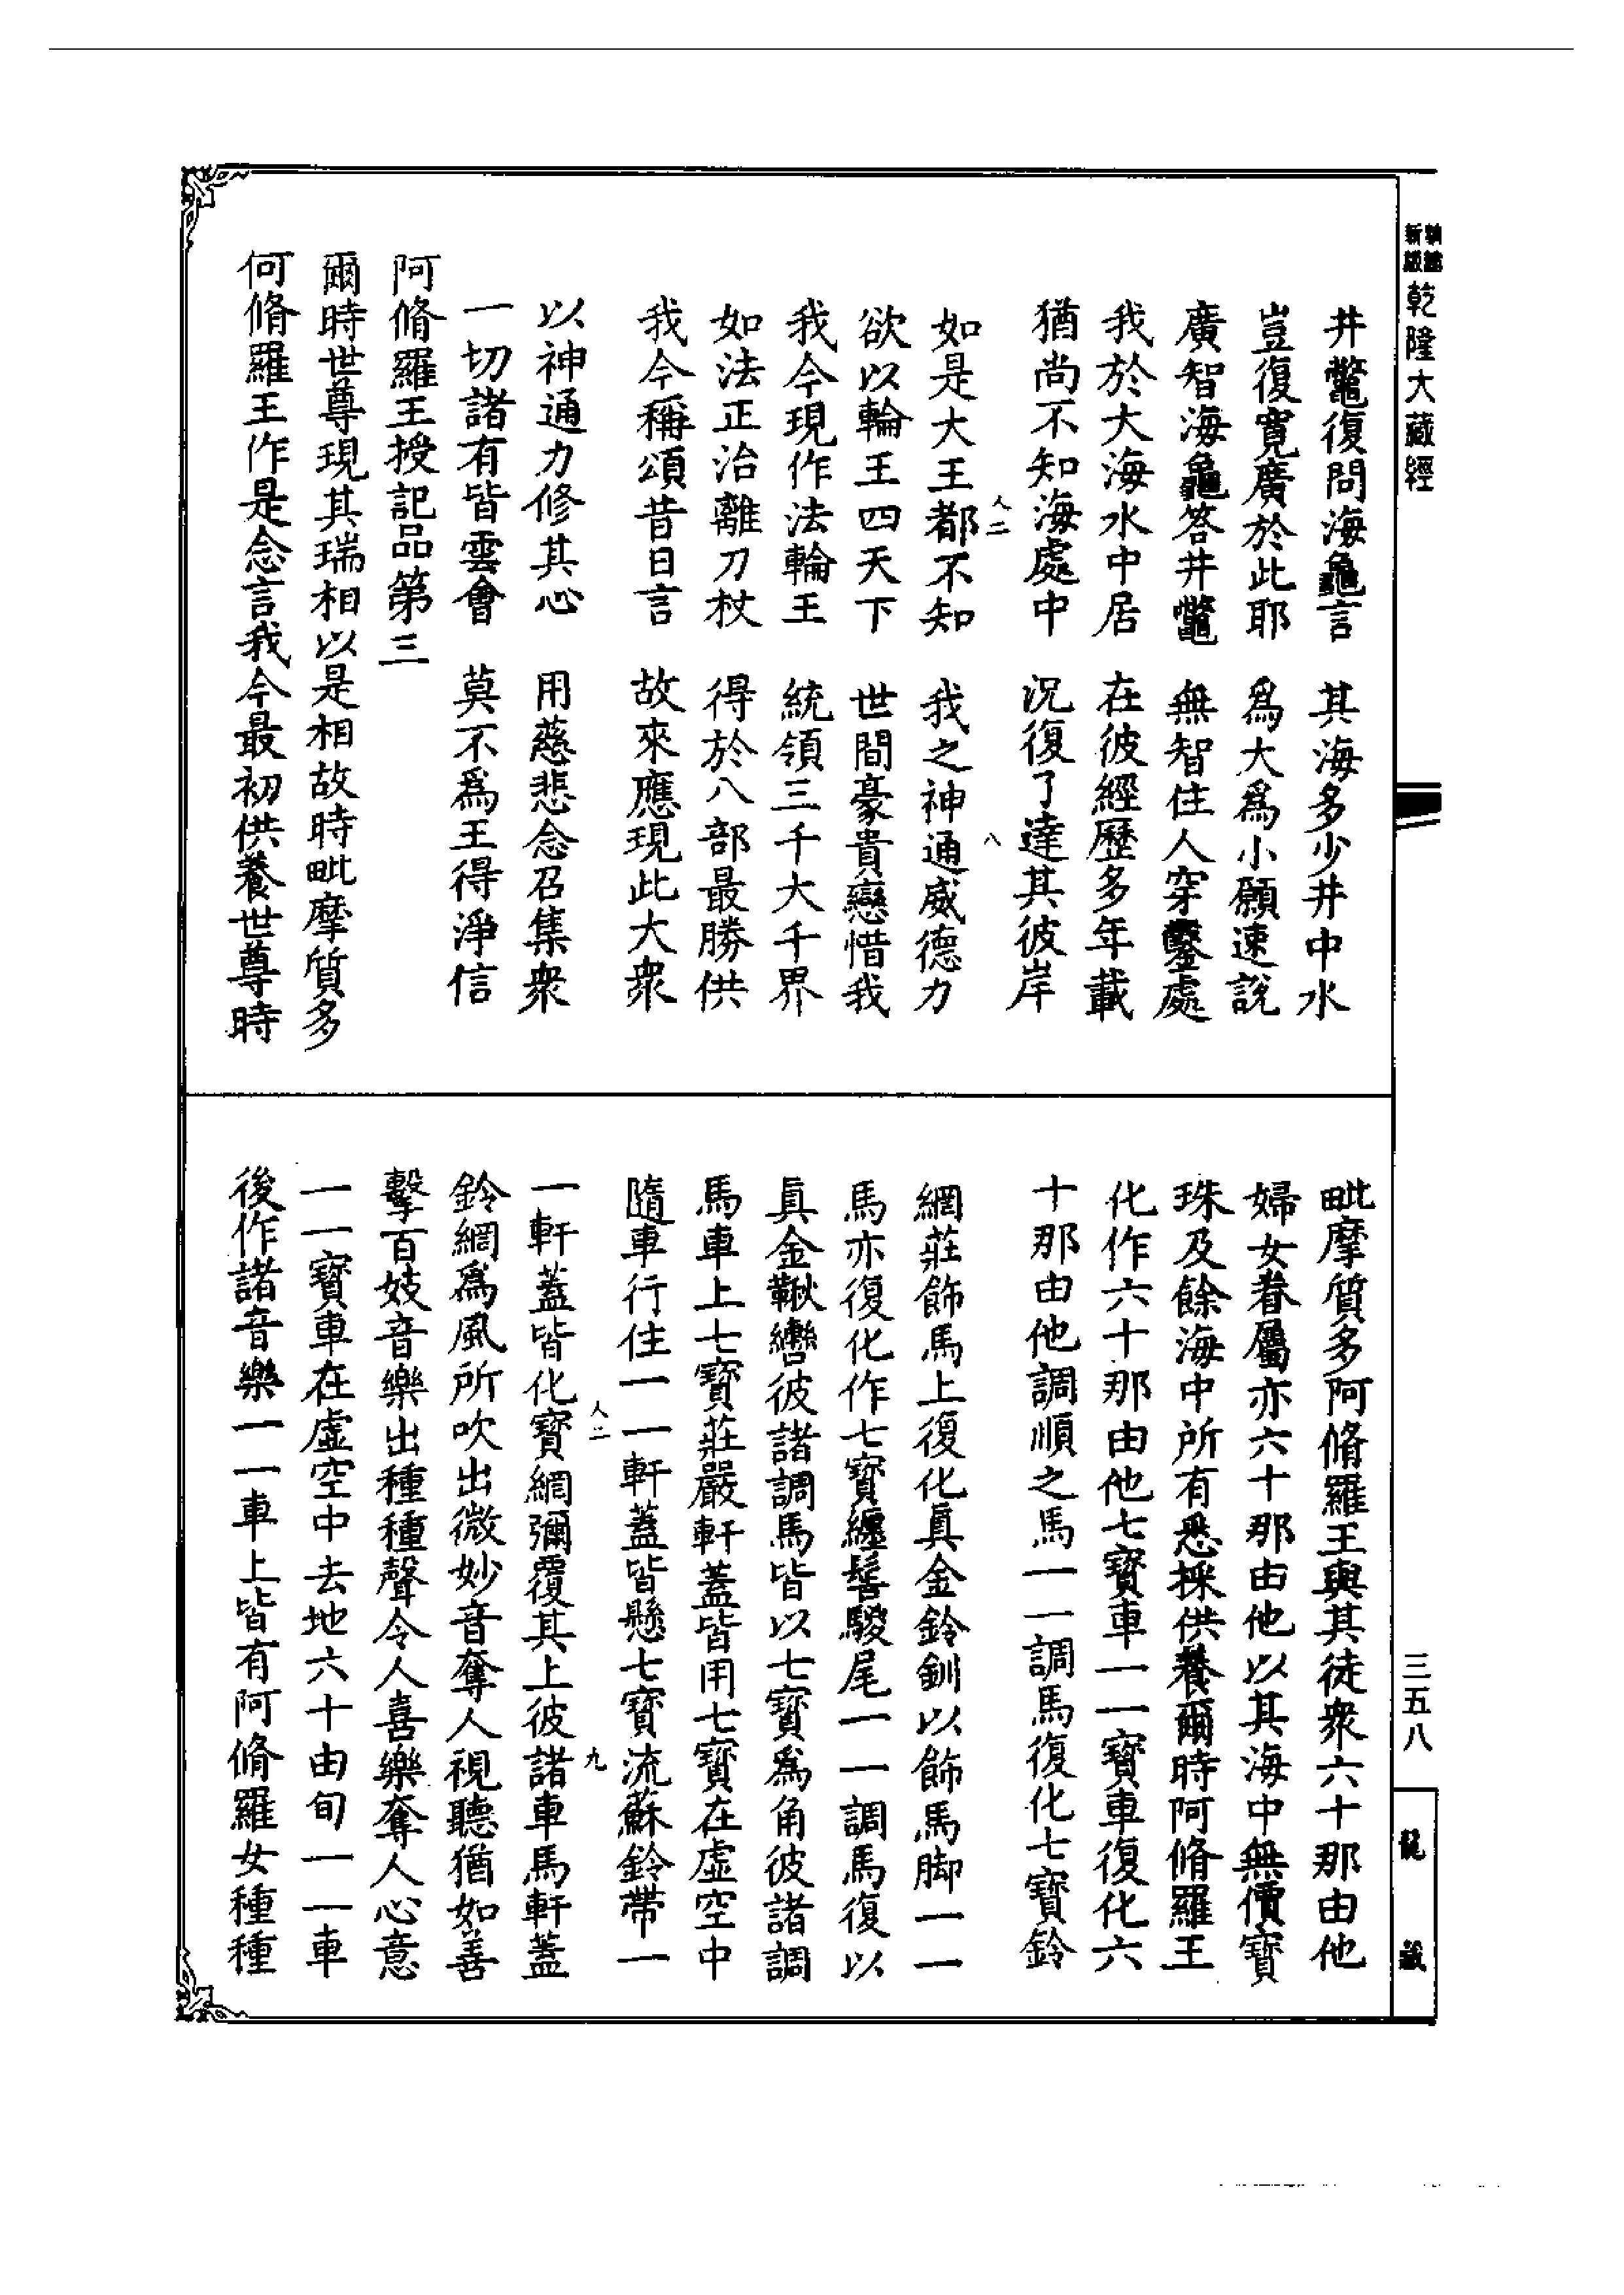 乾隆大藏經
井鼈復問海龜言　其海多少井中水
豈復寬廣於此耶　爲大爲小願速說
廣智海龜答井鼈　無智住人穿鑿處
我於大海水中居　在彼經歷多年載
猶尚不知海處中　況復了達其彼岸
人二　八
如是大王都不知　我之神通威德力
欲以輪王四天下　世間豪貴戀惜我
我今現作法輪王　統領三千大千界
如法正治離刀杖　得於八部最勝供
我今稱頌昔日言　故來應現此大衆
以神通力修其心　用慈悲念召集衆
一切諸有皆雲會　莫不爲王得淨信
阿脩羅王授記品第三
爾時世尊現其瑞相以是相故時毗摩質多
何脩羅王作是念言我今最初供養世尊時
毗摩質多阿脩羅王與其徒衆六十那由他
婦女眷屬亦六十那由他以其海中無價寶
珠及餘海中所有悉採供養爾時阿脩羅王
化作六十那由他七寶車一一寶車復化六
十那由他調順之馬一一調馬復化七寶鈴
網莊飾馬上復化真金鈴釧以飾馬脚一一
馬亦復化作七寶纏髻騣尾一一調馬復以
真金鞦轡彼諸調馬皆以七寶爲角彼諸調
馬車上七寶莊嚴軒蓋皆用七寶在虛空中
隨車行住一一軒蓋皆懸七寶流蘇鈴帶一
人二　九
一軒蓋皆化寶網彌覆其上彼諸車馬軒蓋
鈴網爲風所吹出微妙音奪人視聽猶如善
擊百妓音樂出種種聲令人喜樂奪人心意
一一寶車在虛空中去地六十由旬一一車
後作諸音樂一一車上皆有阿脩羅女種種
三五八